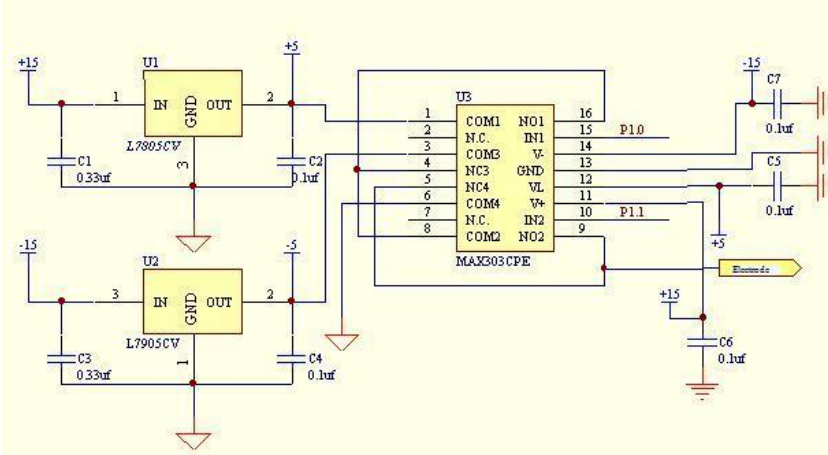 +15
U1
+5
1
IN
GND
OUT
2
L7805CV
3
C1
0.33uf
C2
0.1uf
-15
U2
-5
3
IN
GND
OUT
2
L7905CV
1
C3
0.33uf
C4
0.1uf
U3
1
COM1
NO1
16
2
N.C.
IN1
15
P1.0
3
COM3
V-
14
4
NC3
GND
13
5
NC4
VL
12
6
COM4
V+
11
7
N.C.
IN2
10
P1.1
8
COM2
NO2
9
MAX303CPE
-15
C7
0.1uf
C5
0.1uf
+5
Electrode
+15
C6
0.1uf